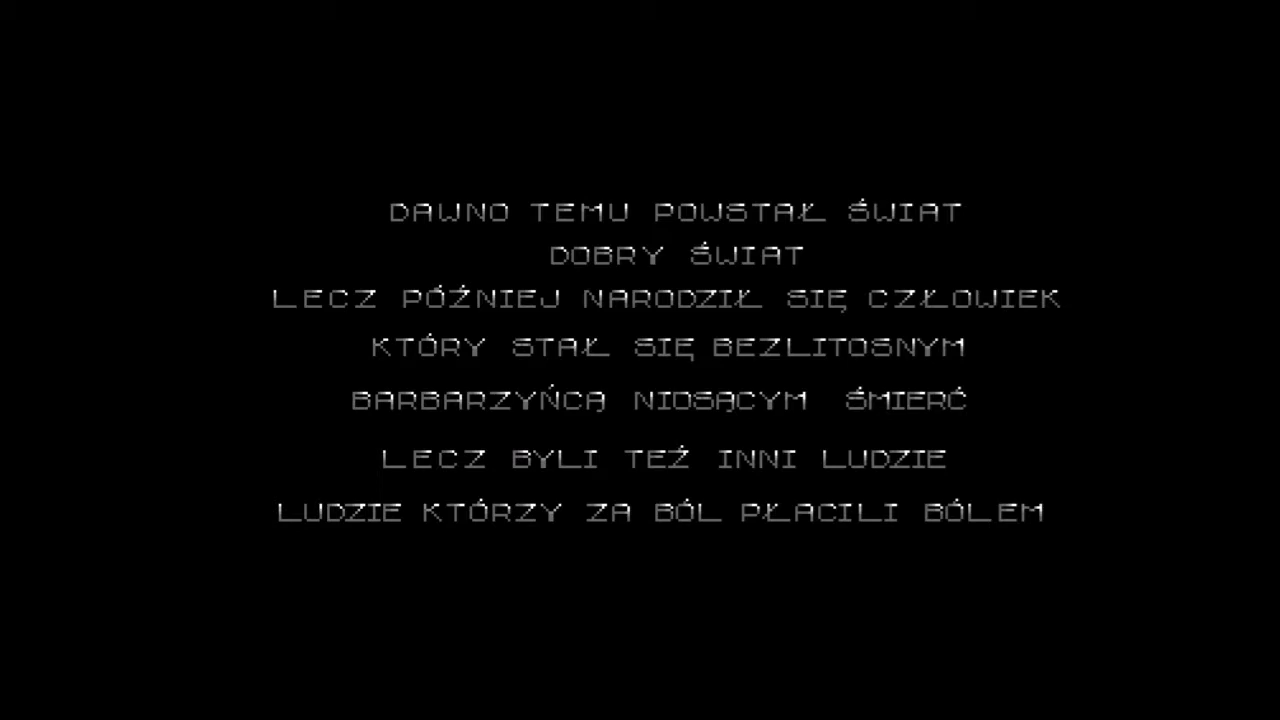 DAWNO TEMU POWSTAŁ ŚWIAT
DOBRY ŚWIAT
LECZ PÓŹNIEJ NARODZIŁ SIĘ CZŁOWIEK
KTÓRY STAŁ SIĘ BEZLITOSNYM
BARBARZYŃCĄ NIOSĄCYM ŚMIERĆ
LECZ BYLI TEŻ INNI LUDZIE
LUDZIE KTÓRZY ZA BÓL PŁACILI BÓLEM